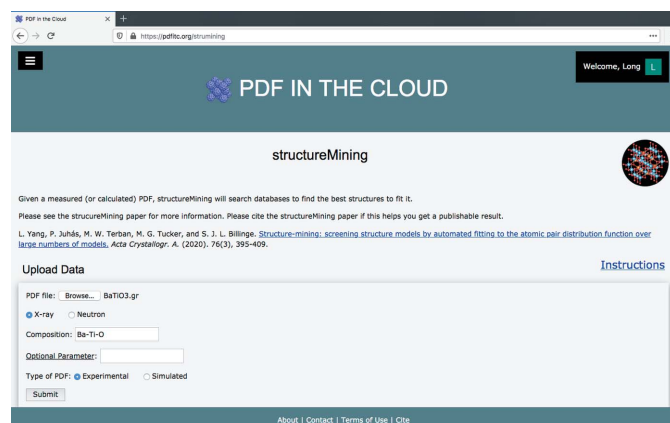 PDF in the Cloud
https://pdfitc.org/strumining
Welcome, Long L
PDF IN THE CLOUD
structureMining
Given a measured (or calculated) PDF, structureMining will search databases to find the best structures to fit it.
Please see the strucureMining paper for more information. Please cite the structureMining paper if this helps you get a publishable result.
L. Yang, P. Juhás, M. W. Terban, M. G. Tucker, and S. J. L. Billinge. Structure-mining: screening structure models by automated fitting to the atomic pair distribution function over
large numbers of models, Acta Crystallogr. A. (2020). 76(3), 395-409.
Instructions
Upload Data
PDF file: Browse... BaTiO3.gr
X-ray Neutron
Composition: Ba-Ti-O
Optional Parameter:
Type of PDF: Experimental Simulated
Submit
About | Contact | Terms of Use | Cite